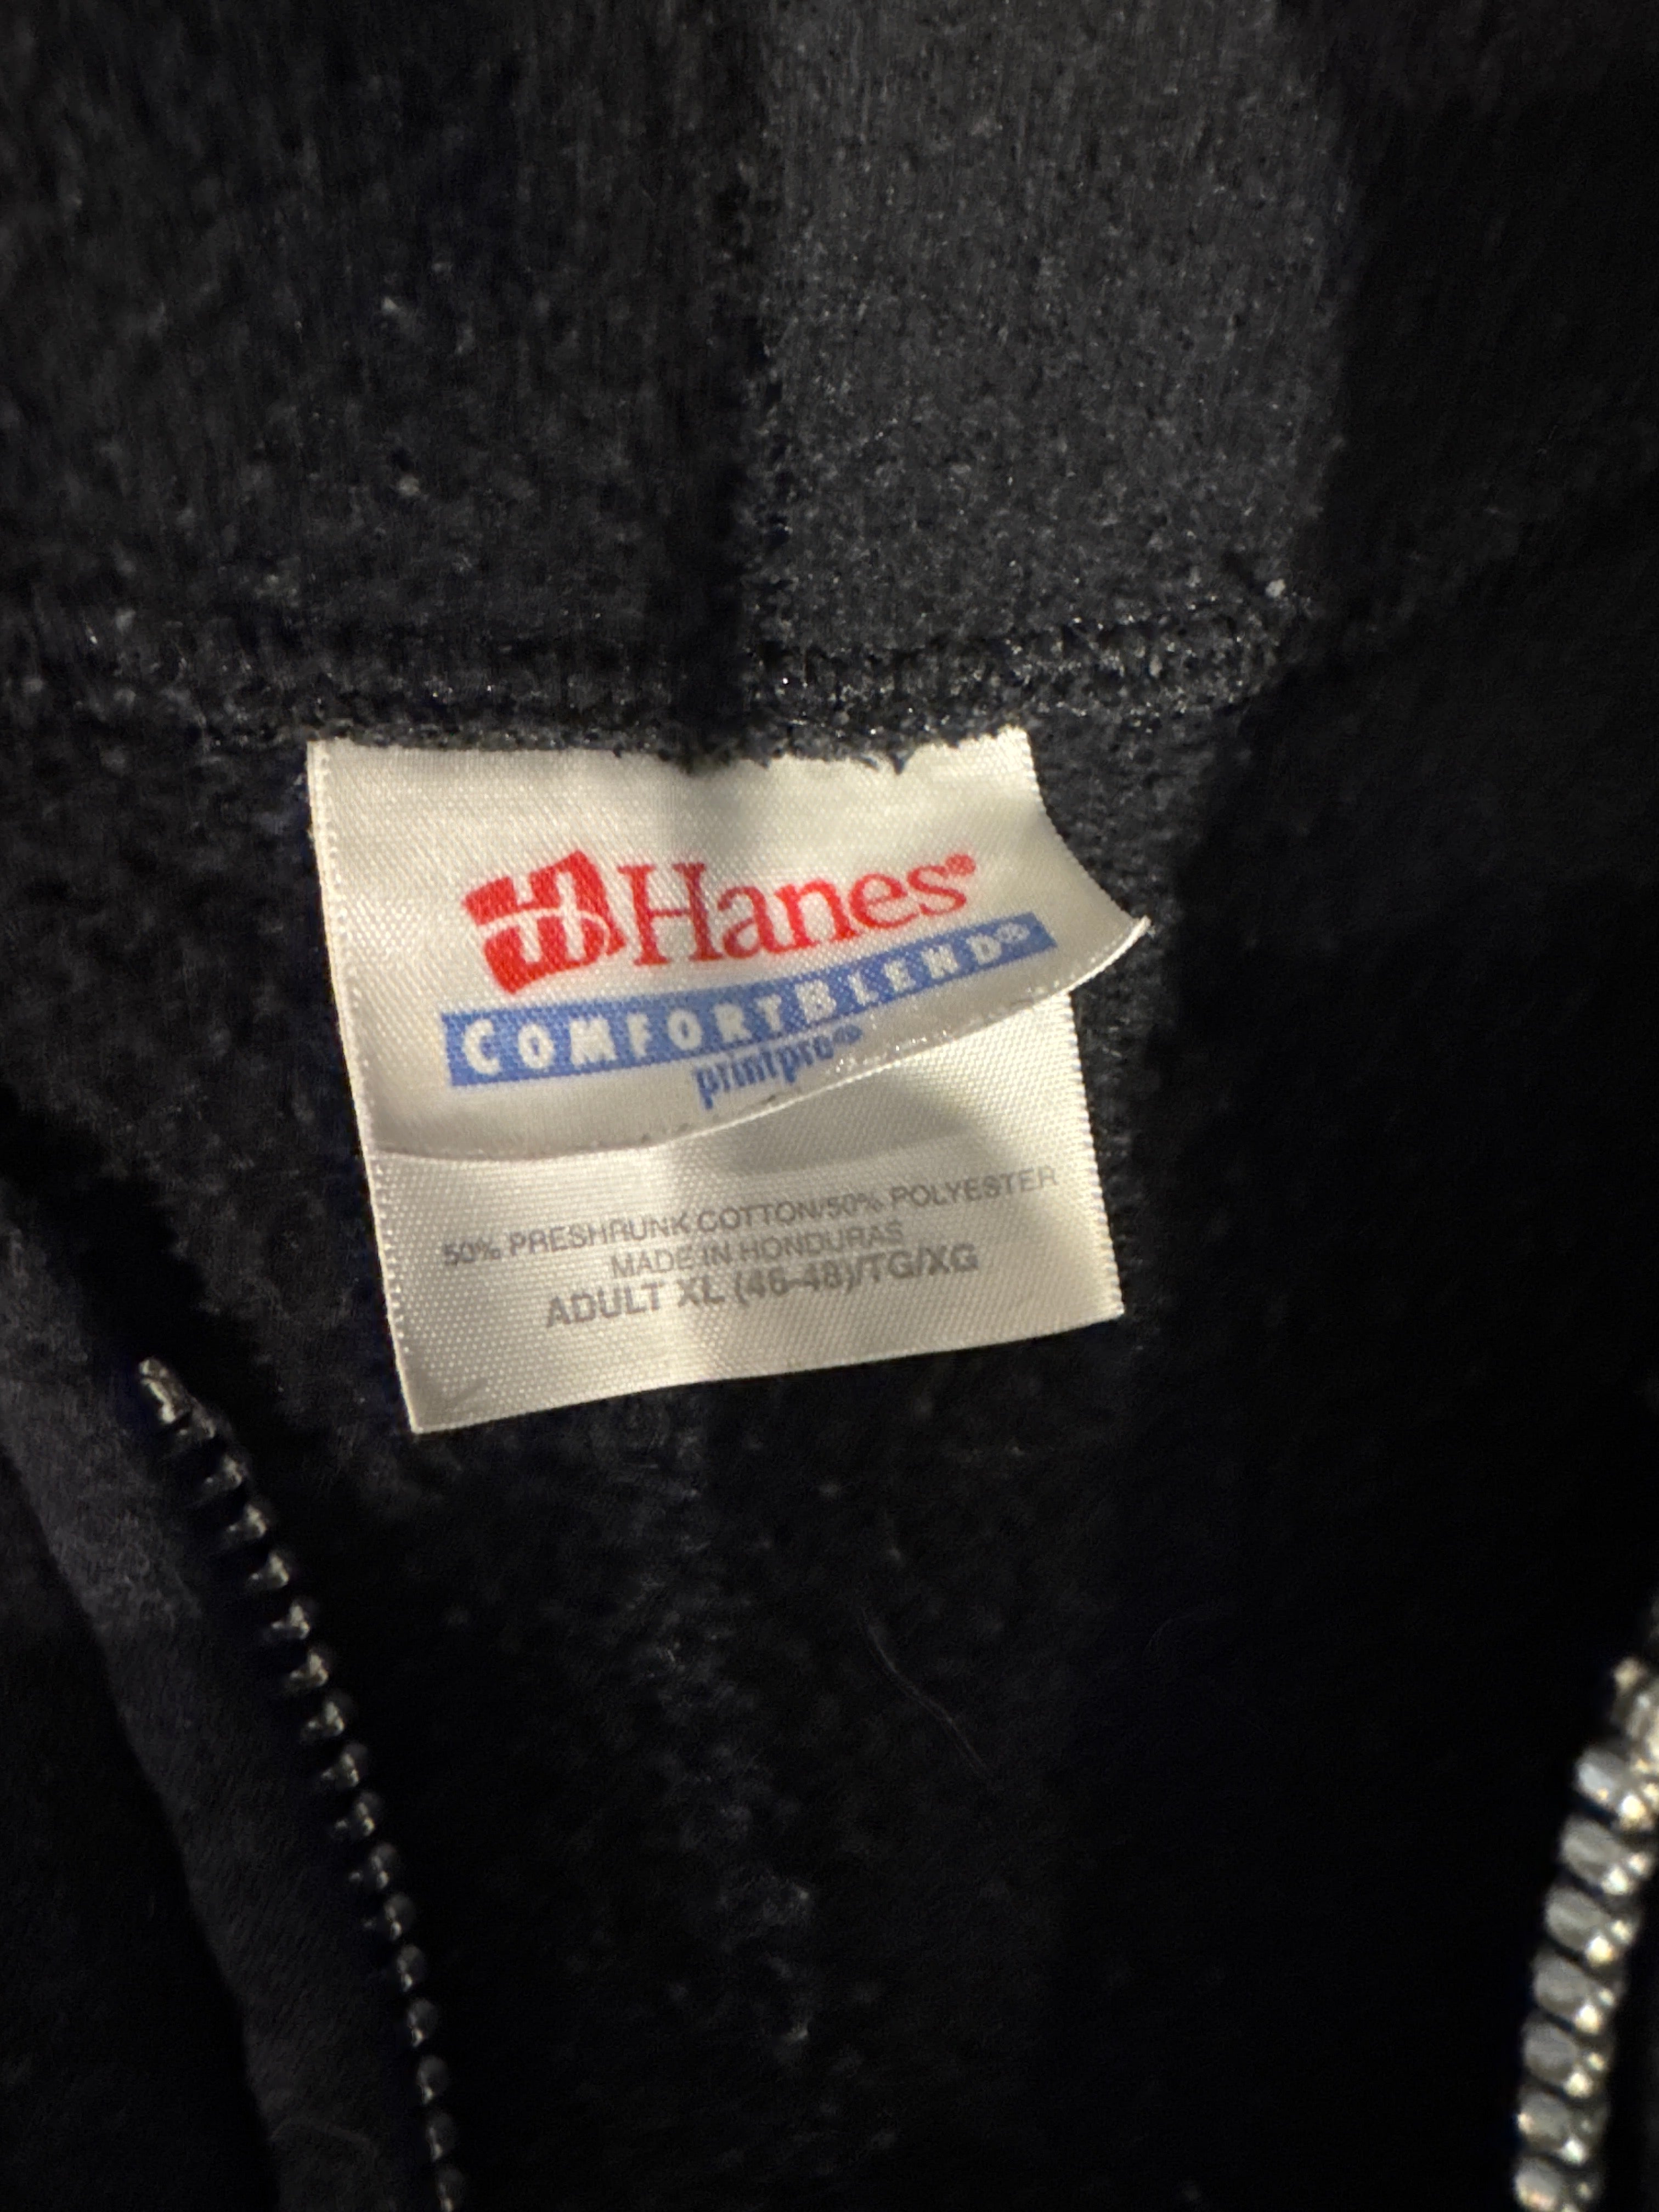 Hanes®
COMFORTBLEND®
printpro®
50% PRESHRUNK COTTON/50% POLYESTER
MADE IN HONDURAS
ADULT XL (46-48)/TG/XG